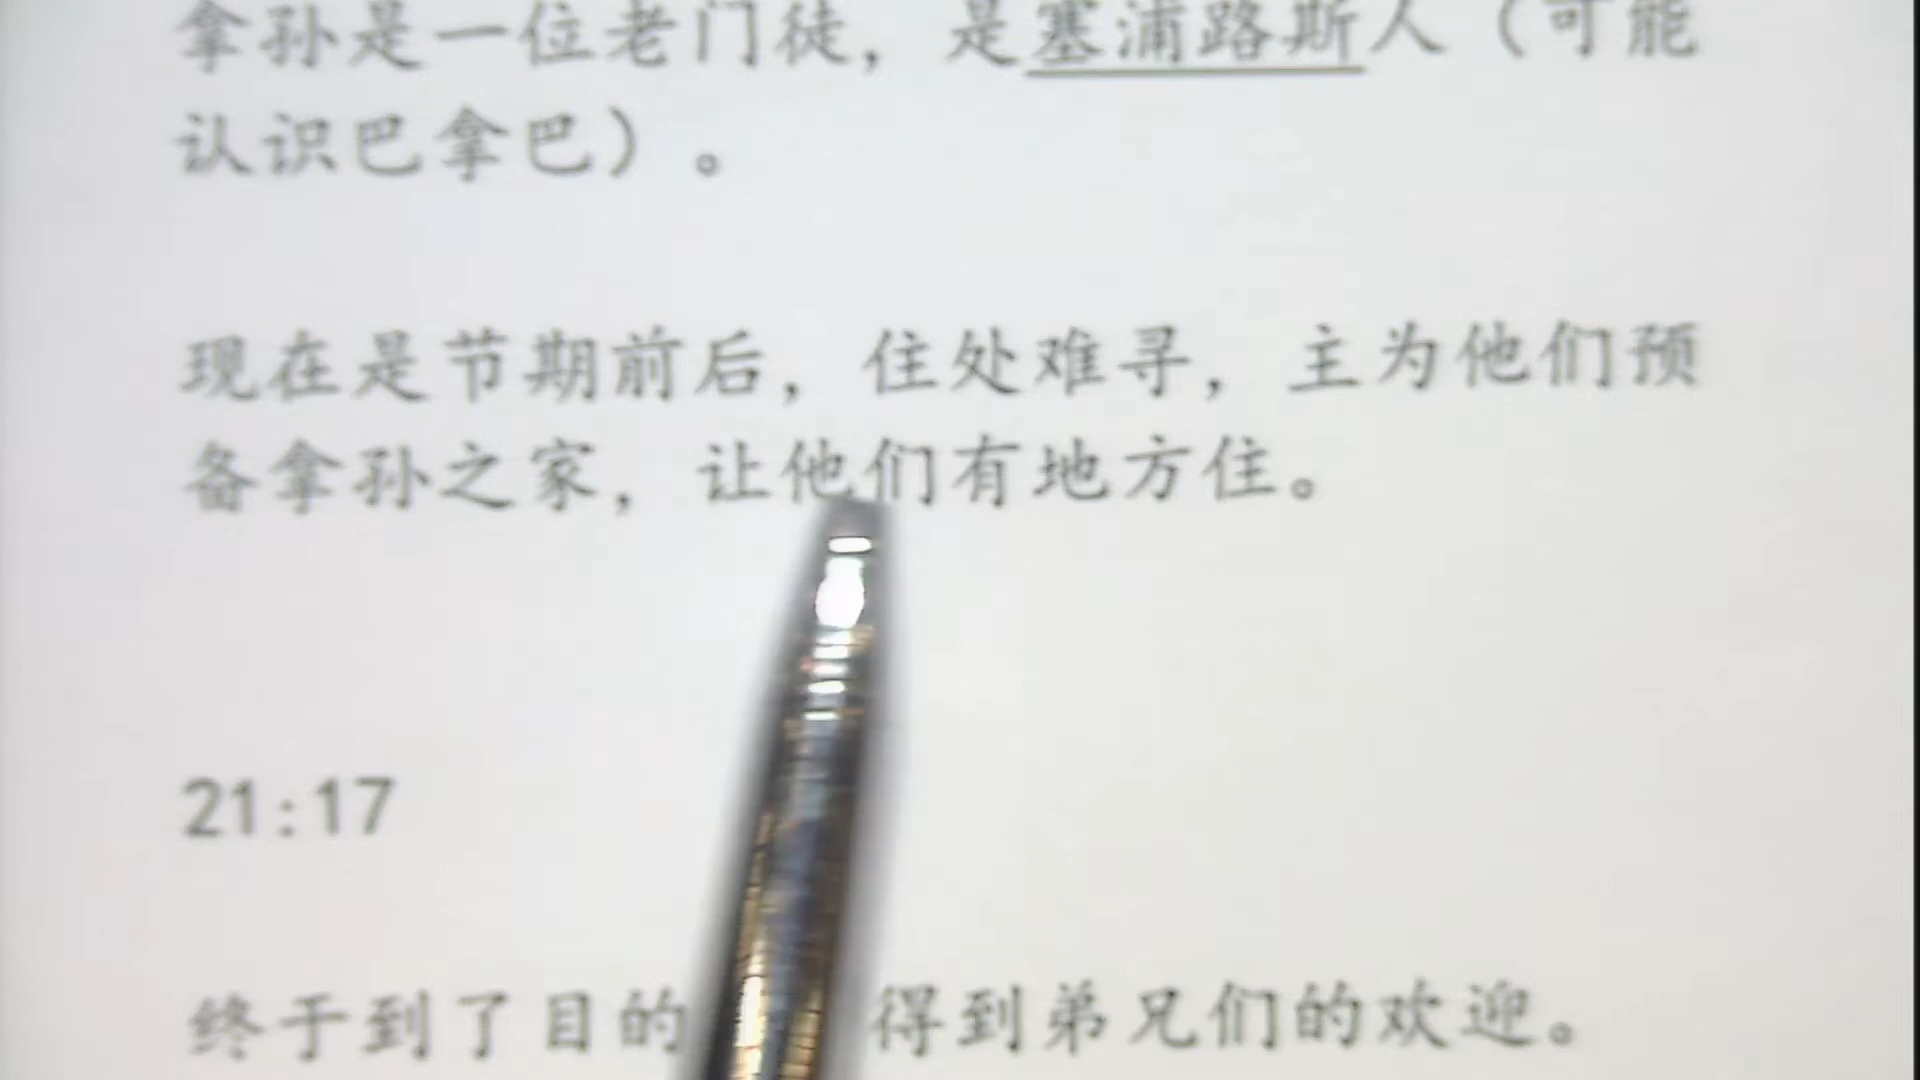 拿孙是一位老门徒，是塞浦路斯人（可能
认识巴拿巴）。
现在是节期前后，住处难寻，主为他们预
备拿孙之家，让他们有地方住。
21:17
终于到了目的 得到弟兄们的欢迎。